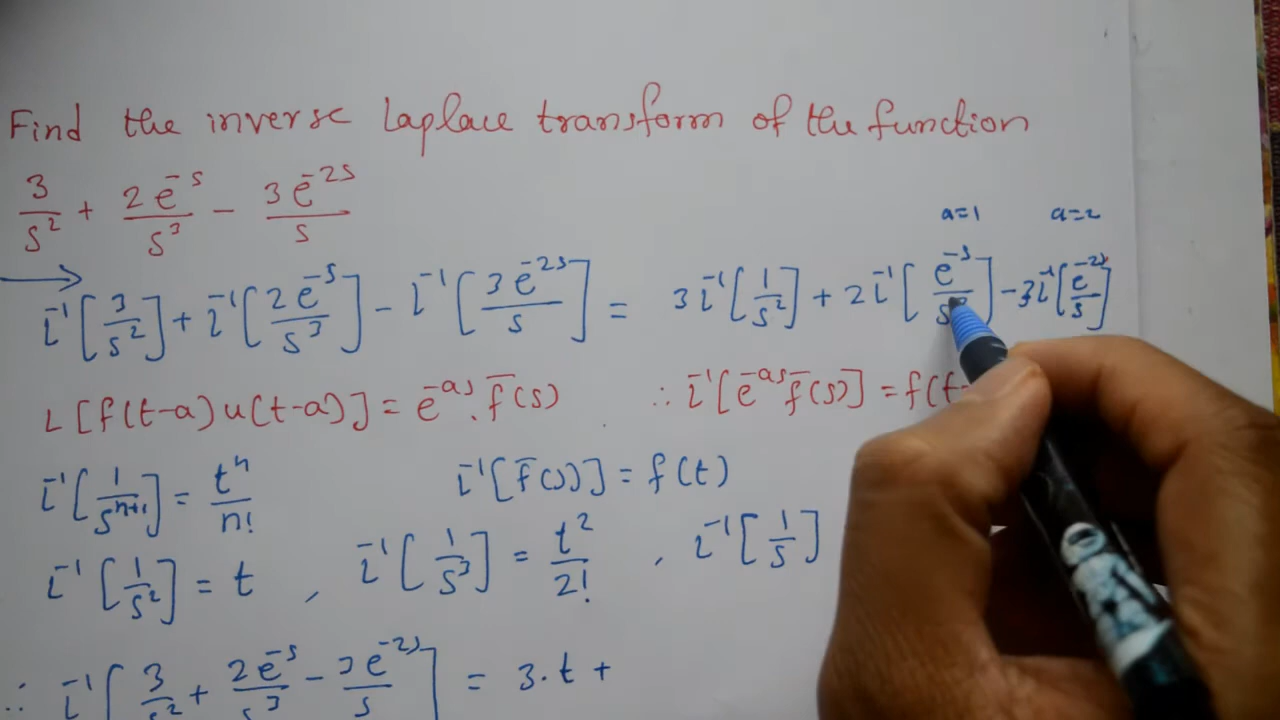 Find the inverse Laplace transform of the function
3/s² + 2e⁻ˢ/s³ - 3e⁻²ˢ/s
a=1 a=2
L⁻¹[3/s²] + L⁻¹[2e⁻ˢ/s³] - L⁻¹[3e⁻²ˢ/s] = 3L⁻¹[1/s²] + 2L⁻¹[e⁻ˢ/s] - 3L⁻¹[e⁻²ˢ/s]
L[f(t-a)u(t-a)] = e⁻ᵃˢ. f̄(s) ∴ L⁻¹[e⁻ᵃˢ f̄(s)] = f(t-
L⁻¹[1/sⁿ⁺¹] = tⁿ/n! L⁻¹[f̄(s)] = f(t)
L⁻¹[1/s²] = t , L⁻¹[1/s³] = t²/2! , L⁻¹[1/s]
∴ L⁻¹[3/s² + 2e⁻ˢ/s³ - 3e⁻²ˢ/s] = 3.t +